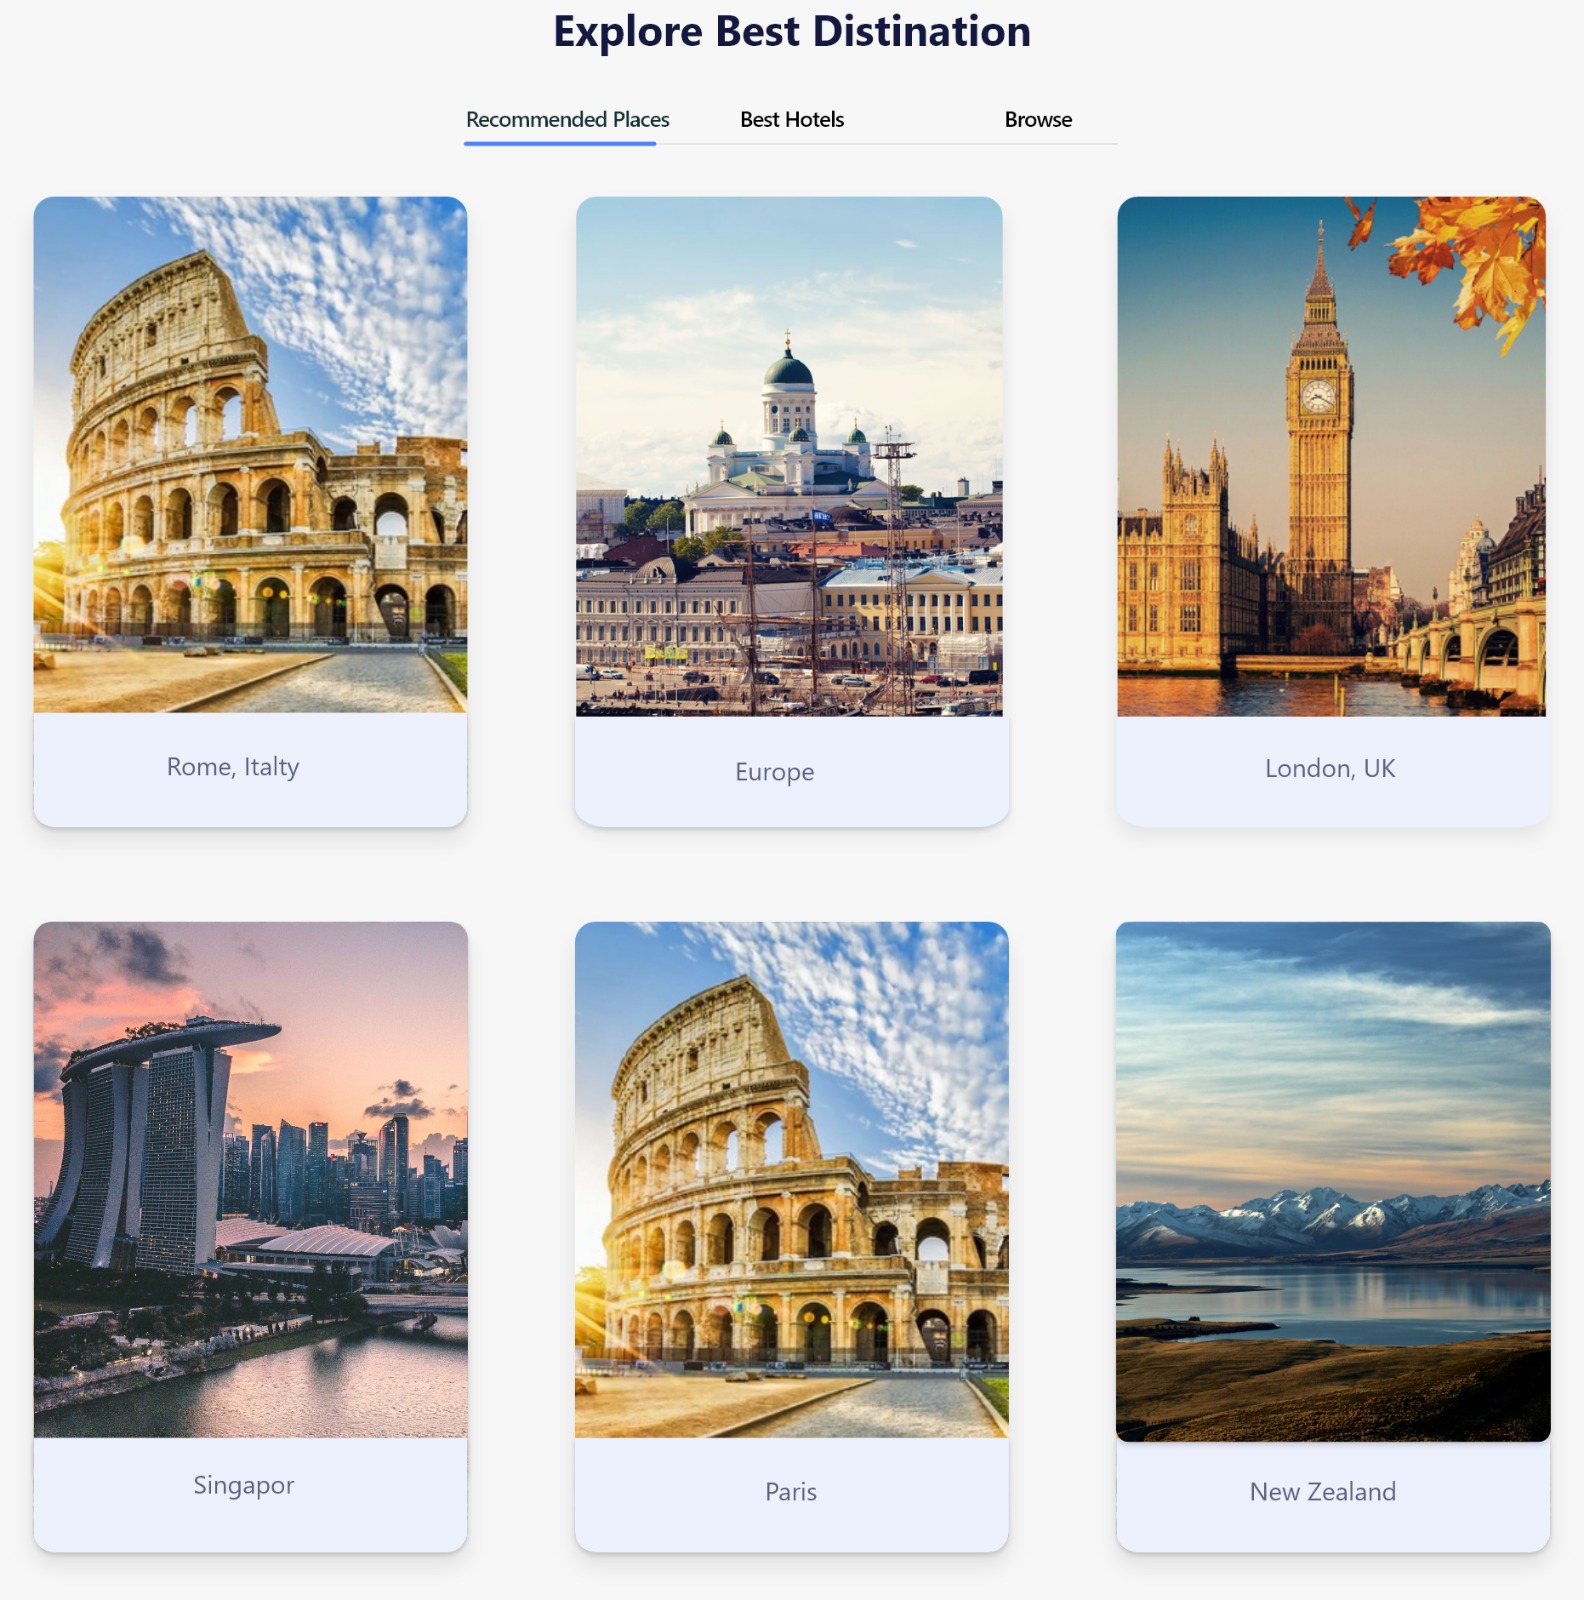 Explore Best Distination
Recommended Places
Best Hotels
Browse
Rome, Italty
Europe
London, UK
Singapor
Paris
New Zealand